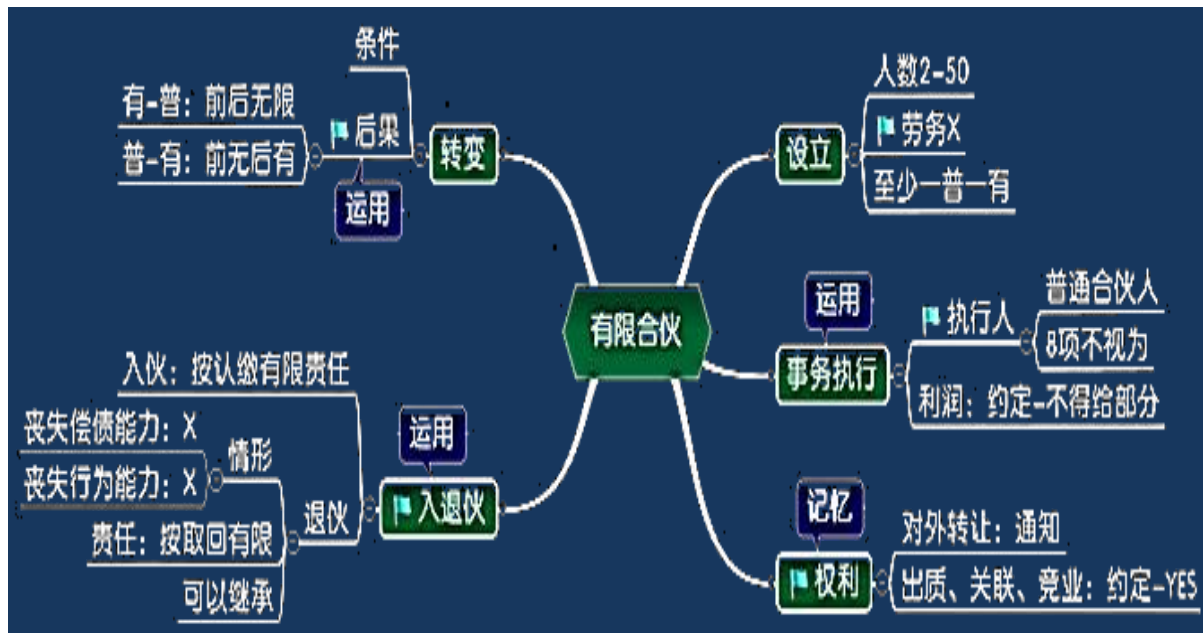 条件
有-普：前后无限
后果
普-有：前无后有
转变
运用
人数2-50
劳务X
设立
至少一普一有
有限合伙
运用
执行人
普通合伙人
8项不视为
事务执行
利润：约定-不得给部分
入伙：按认缴有限责任
丧失偿债能力：X
情形
丧失行为能力：X
退伙
责任：按取回有限
可以继承
运用
入退伙
记忆
权利
对外转让：通知
出质、关联、竞业：约定-YES